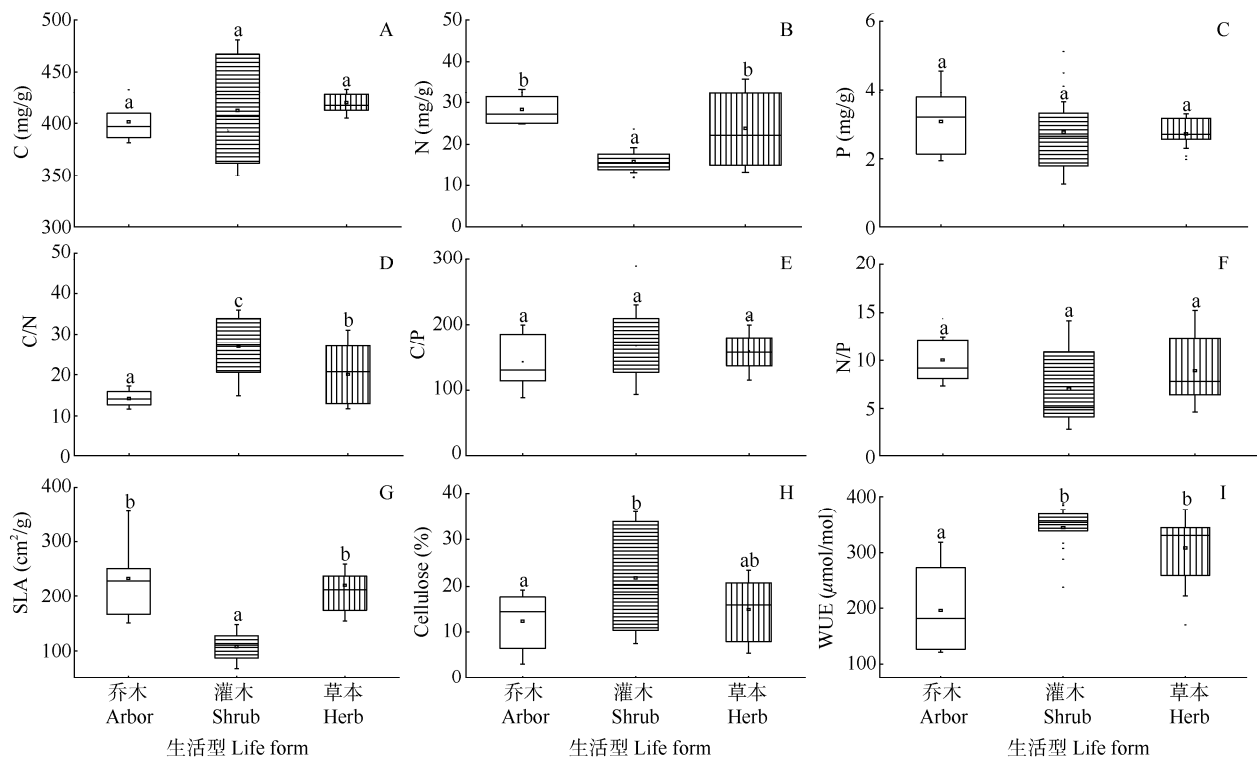 A
C (mg/g)
500
450
400
350
300
a
a
a
B
N (mg/g)
50
40
30
20
10
0
b
a
b
C
P (mg/g)
6
4
2
0
a
a
a
D
C/N
50
40
30
20
10
0
a
c
b
E
C/P
300
200
100
0
a
a
a
F
N/P
20
15
10
5
0
a
a
a
G
SLA (cm²/g)
400
300
200
100
b
a
b
乔木 灌木 草本
Arbor Shrub Herb
生活型 Life form
H
Cellulose (%)
40
30
20
10
0
a
b
ab
乔木 灌木 草本
Arbor Shrub Herb
生活型 Life form
I
WUE (μmol/mol)
400
300
200
100
a
b
b
乔木 灌木 草本
Arbor Shrub Herb
生活型 Life form